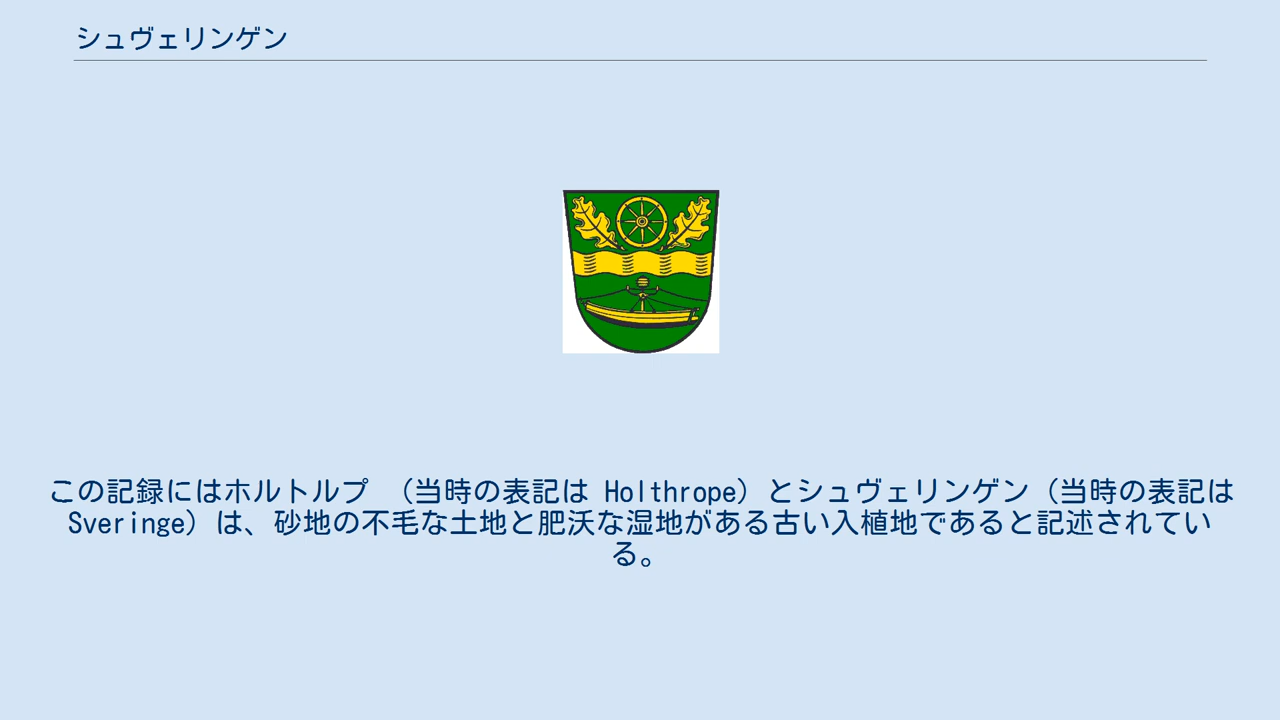 シュヴェリンゲン
この記録にはホルトルプ （当時の表記は Holthrope）とシュヴェリンゲン（当時の表記は
Sveringe）は、砂地の不毛な土地と肥沃な湿地がある古い入植地であると記述されてい
る。